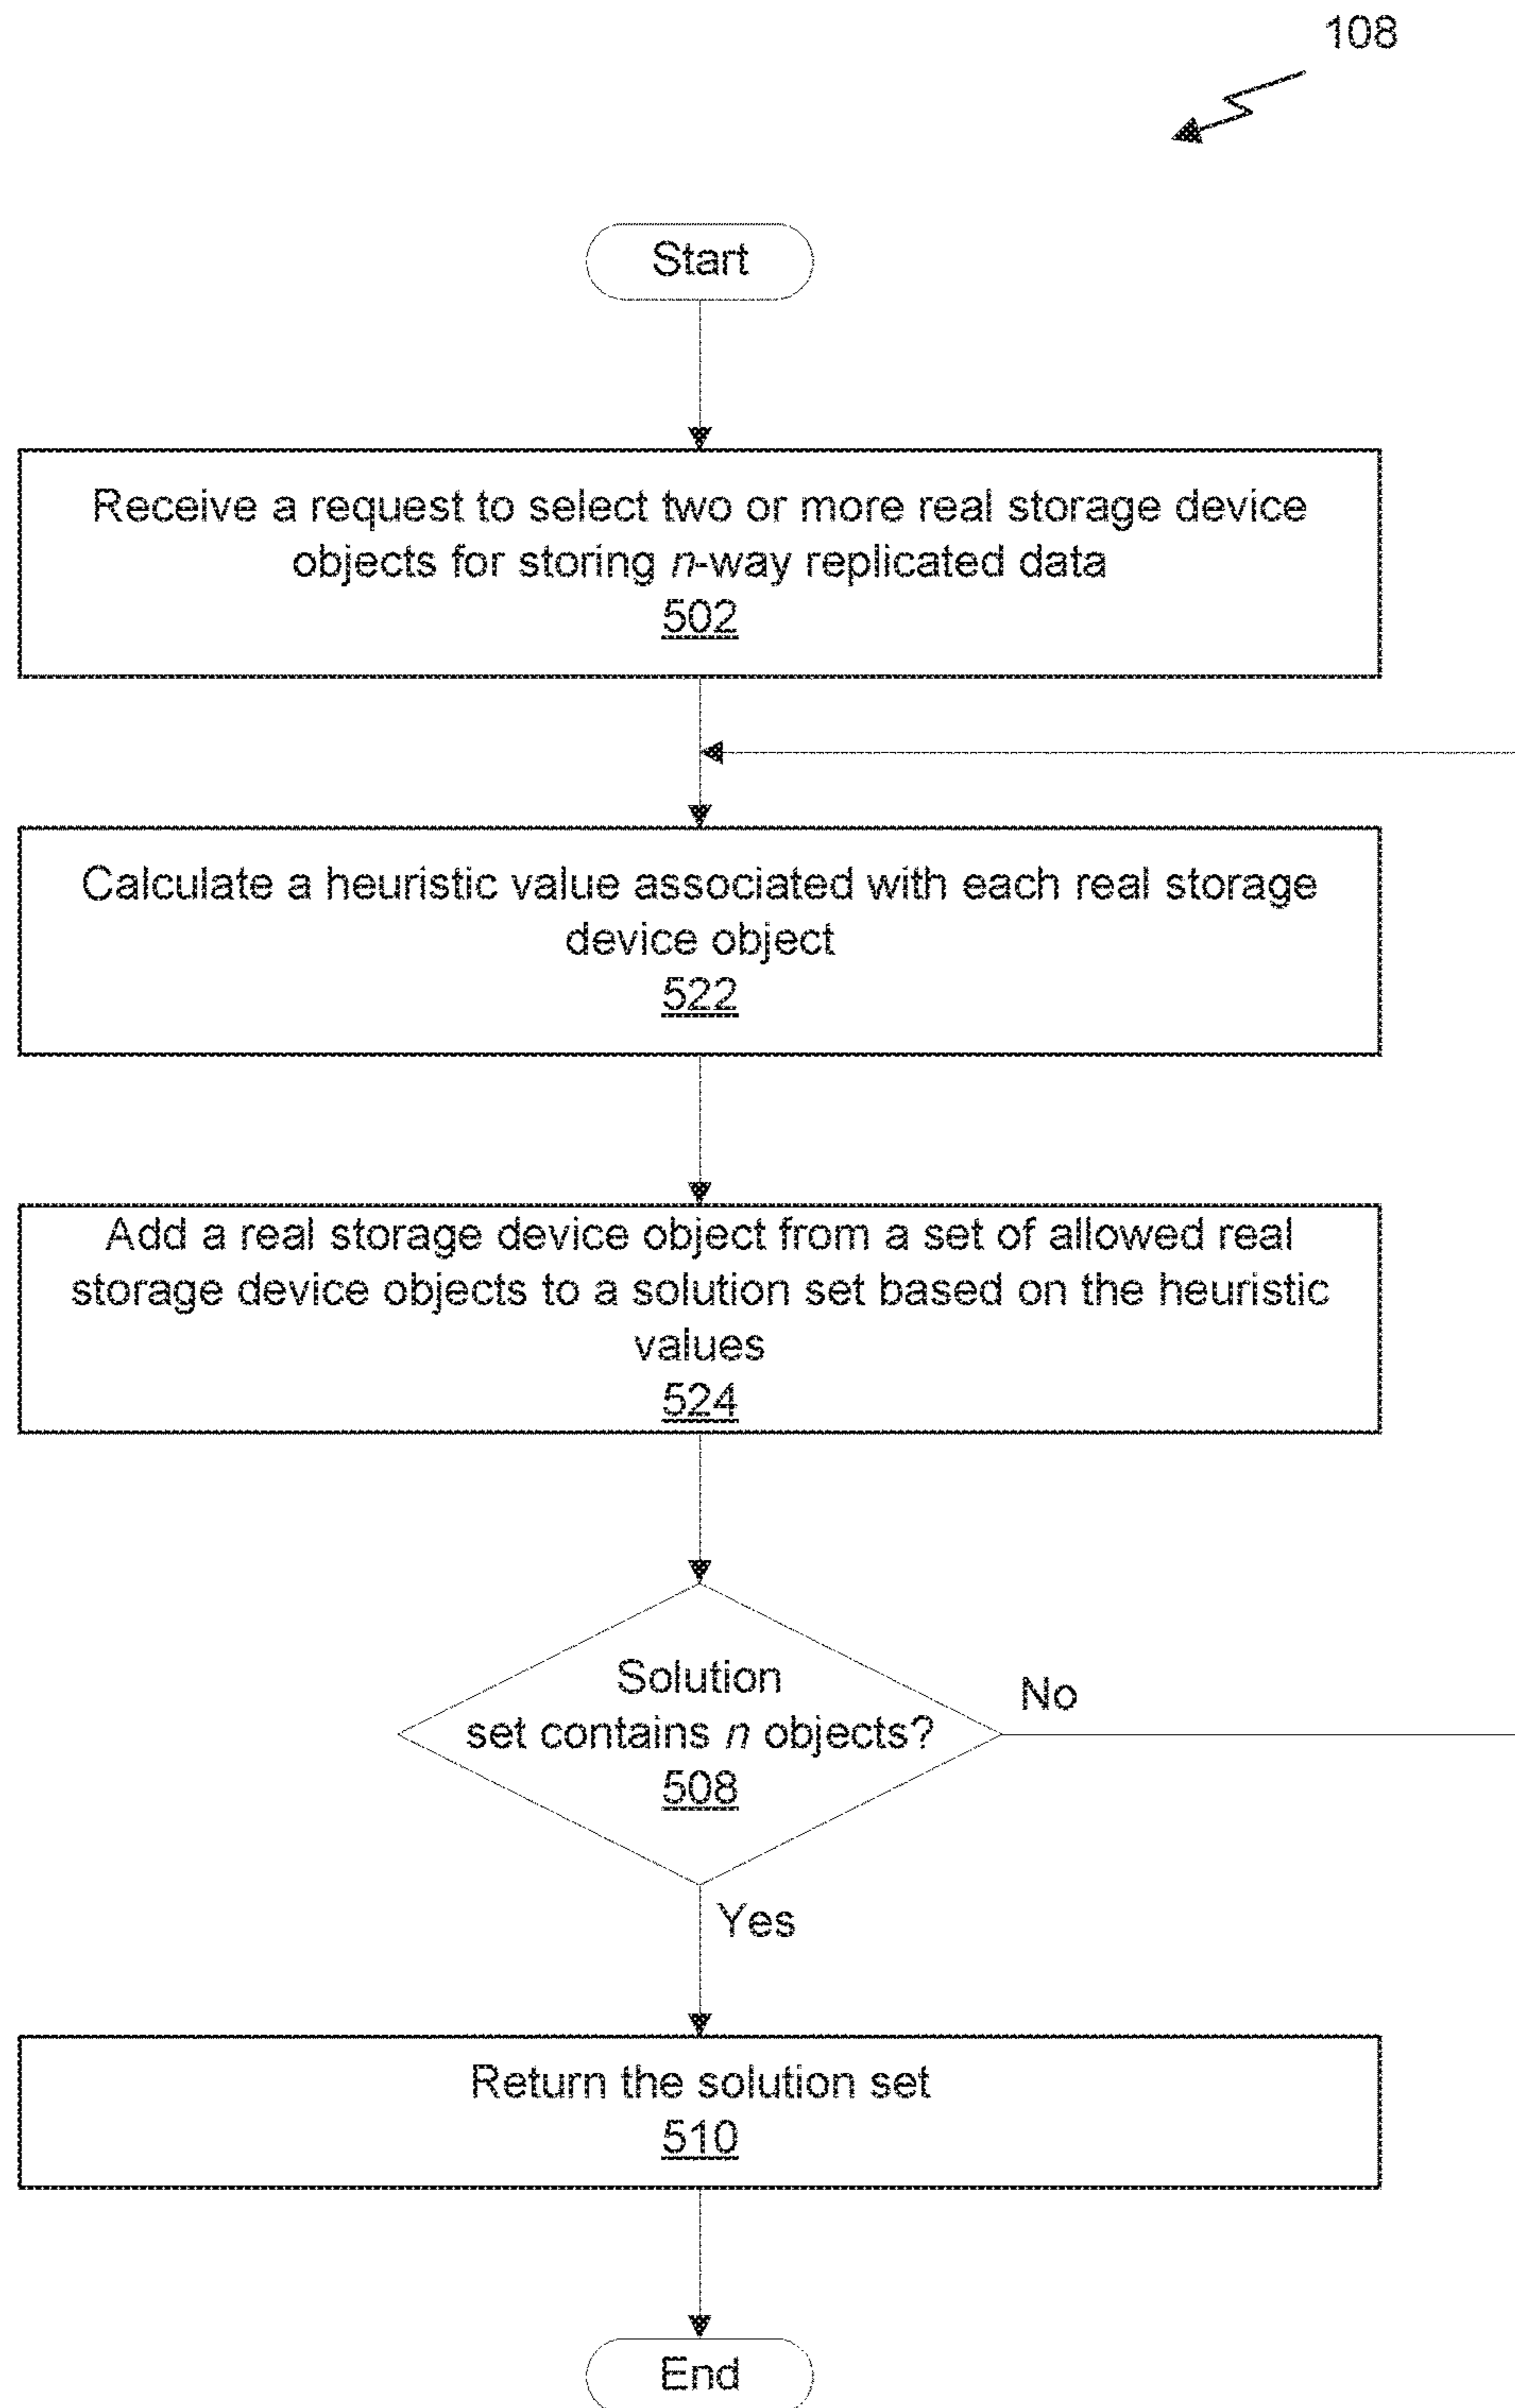 108
Start
Receive a request to select two or more real storage device
objects for storing n-way replicated data
502
Calculate a heuristic value associated with each real storage
device object
522
Add a real storage device object from a set of allowed real
storage device objects to a solution set based on the heuristic
values
524
Solution
set contains n objects?
508
No
Yes
Return the solution set
510
End